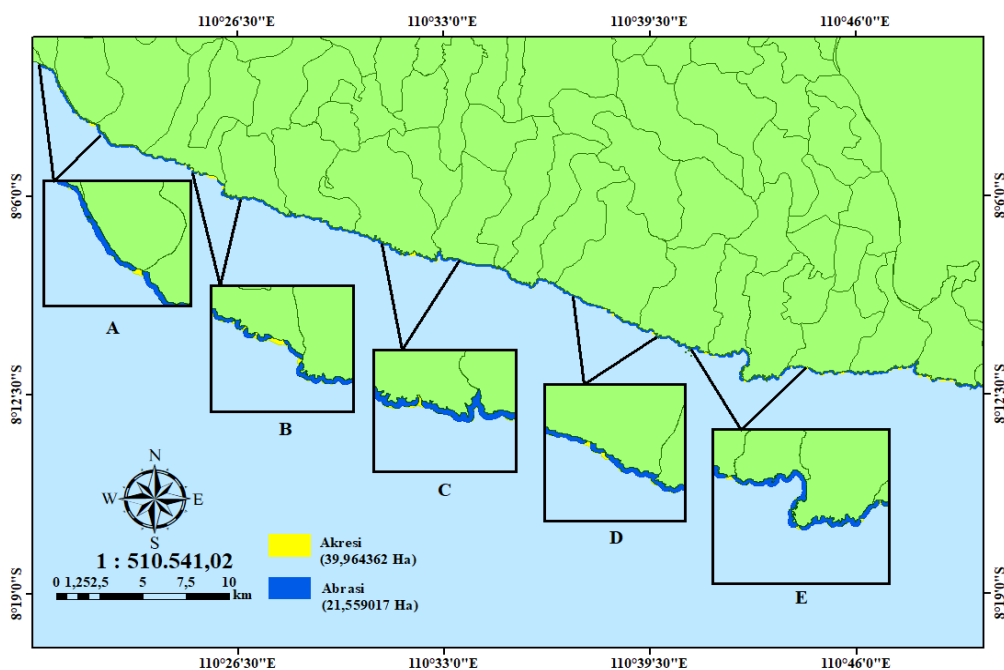 110°26'30"E 110°33'0"E 110°39'30"E 110°46'0"E
8°6'0"S 8°6'0"S
A
B
C
8°12'30"S 8°12'30"S
D
E
N
W E
S
1 : 510.541,02
0 1,252,5 5 7,5 10
km
Akresi
(39,964362 Ha)
Abrasi
(21,559017 Ha)
8°19'0"S 8°19'0"S
110°26'30"E 110°33'0"E 110°39'30"E 110°46'0"E